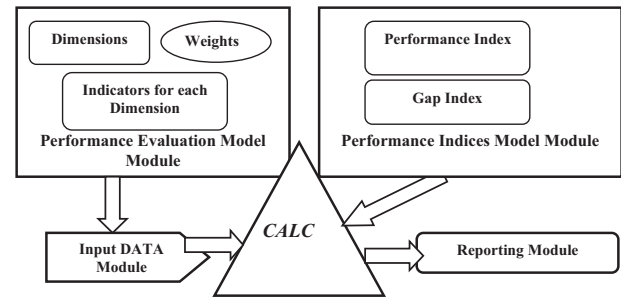 Dimensions
Weights
Indicators for each
Dimension
Performance Evaluation Model
Module
Performance Index
Gap Index
Performance Indices Model Module
CALC
Input DATA
Module
Reporting Module